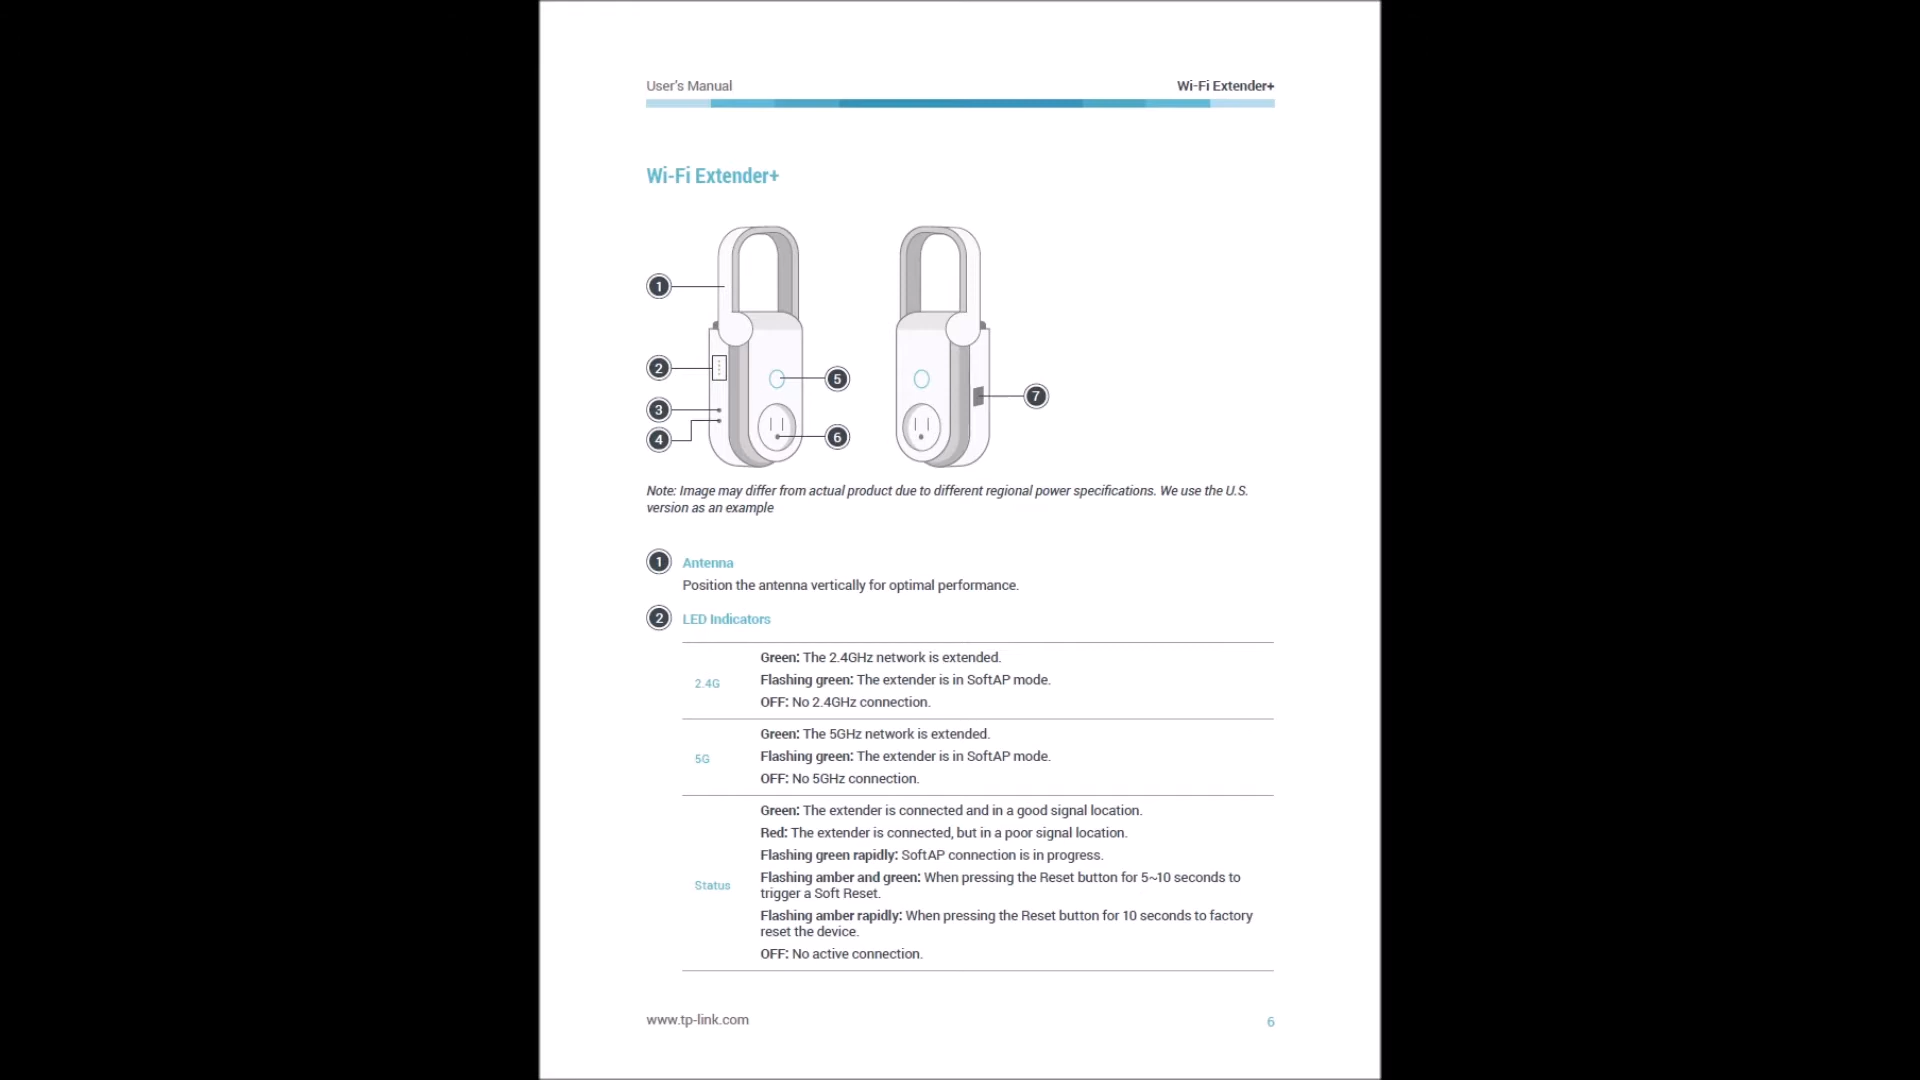 User's Manual
Wi-Fi Extender+
Wi-Fi Extender+
1
2
3
4
5
6
7
Note: Image may differ from actual product due to different regional power specifications. We use the U.S.
version as an example
1 Antenna
Position the antenna vertically for optimal performance.
2 LED Indicators
2.4G
Green: The 2.4GHz network is extended.
Flashing green: The extender is in SoftAP mode.
OFF: No 2.4GHz connection.
5G
Green: The 5GHz network is extended.
Flashing green: The extender is in SoftAP mode.
OFF: No 5GHz connection.
Status
Green: The extender is connected and in a good signal location.
Red: The extender is connected, but in a poor signal location.
Flashing green rapidly: SoftAP connection is in progress.
Flashing amber and green: When pressing the Reset button for 5~10 seconds to
trigger a Soft Reset.
Flashing amber rapidly: When pressing the Reset button for 10 seconds to factory
reset the device.
OFF: No active connection.
www.tp-link.com
6